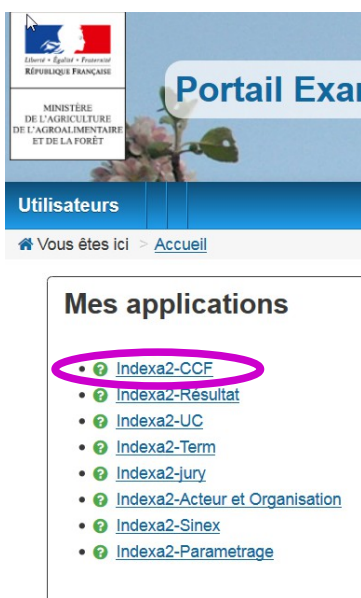 Liberté • Égalité • Fraternité
RÉPUBLIQUE FRANÇAISE
MINISTÈRE
DE L'AGRICULTURE
DE L'AGROALIMENTAIRE
ET DE LA FORÊT
Portail Exa
Utilisateurs
Vous êtes ici > Accueil
Mes applications
• ? Indexa2-CCF
• ? Indexa2-Résultat
• ? Indexa2-UC
• ? Indexa2-Term
• ? Indexa2-jury
• ? Indexa2-Acteur et Organisation
• ? Indexa2-Sinex
• ? Indexa2-Parametrage